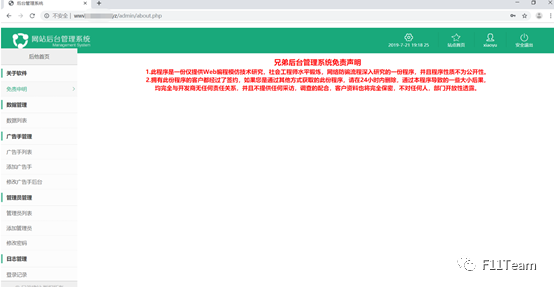 后台管理系统
不安全 | www. .yz/admin/about.php
网站后台管理系统
Management System
2019-7-21 19:18:25
站点首页
xiaoyu
安全退出
后台首页
关于软件
免责申明
数据管理
数据列表
广告手管理
广告手列表
添加广告手
修改广告手后台
管理员管理
管理员列表
添加管理员
修改密码
日志管理
登录记录
兄弟后台管理系统免责声明
1.此程序是一份仅提供Web编程模仿技术研究，社会工程师水平锻炼，网络防骗流程深入研究的一份程序，并且程序性质不为公开性。
2.拥有此份程序的客户都经过了签约，如果您是通过其他方式获取的此份程序，请在24小时内删除，通过本程序导致的一些大小后果，
均完全与开发商无任何责任关系，并且不提供任何采访，调查的配合，客户资料也将完全保密，不对任何人，部门开放性透露。
F11Team